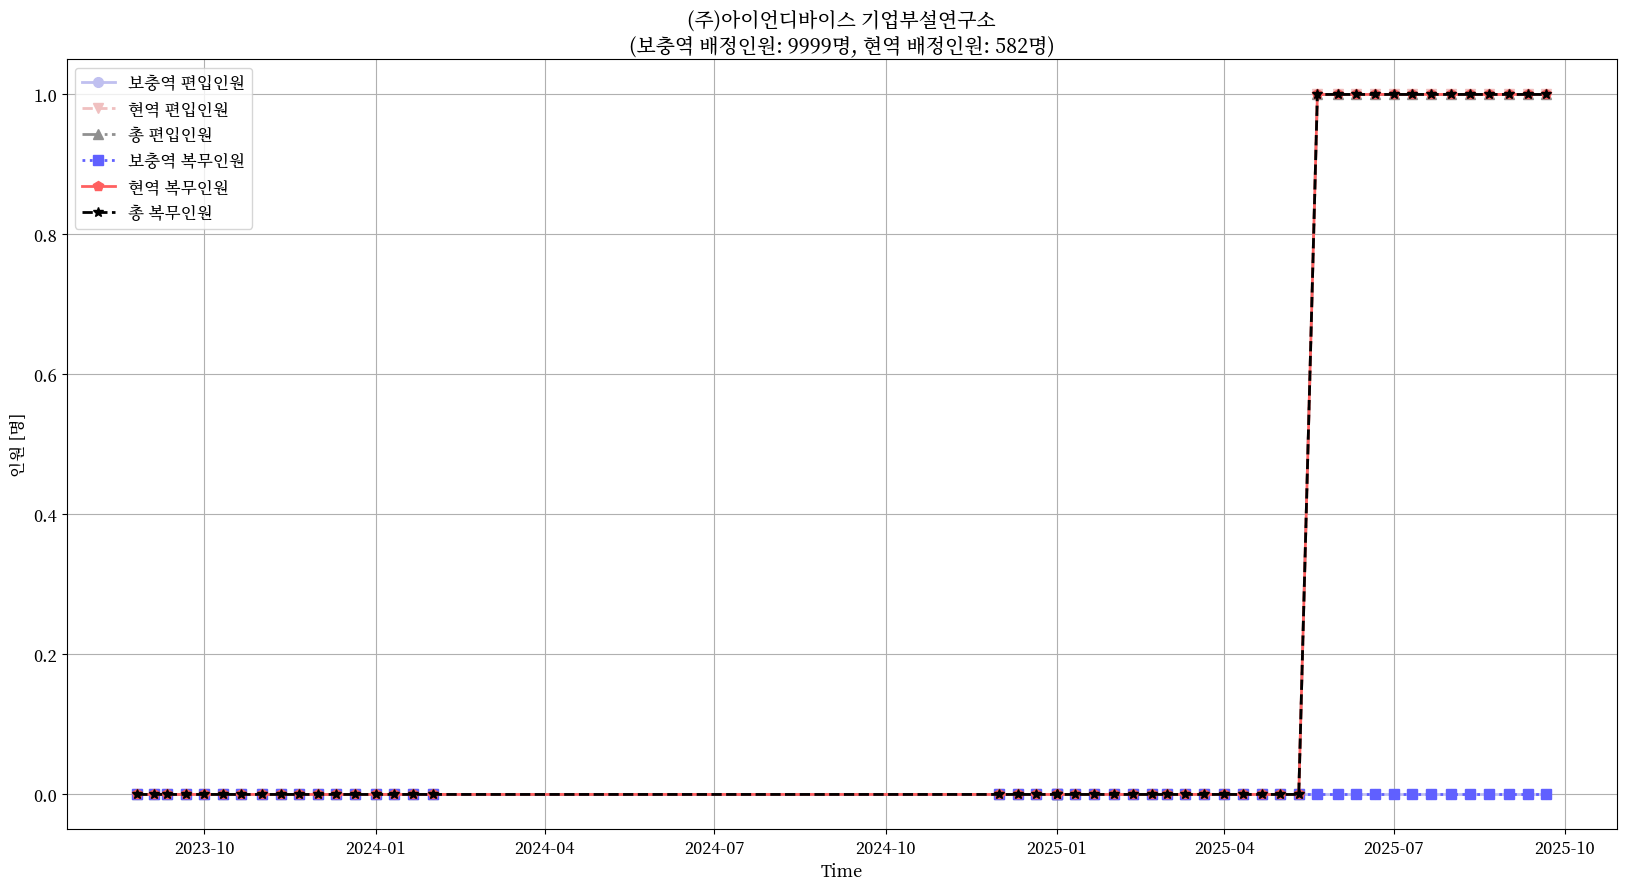 (주)아이언디바이스 기업부설연구소
(보충역 배정인원: 9999명, 현역 배정인원: 582명)
보충역 편입인원
현역 편입인원
총 편입인원
보충역 복무인원
현역 복무인원
총 복무인원
인원 [명]
1.0
0.8
0.6
0.4
0.2
0.0
2023-10
2024-01
2024-04
2024-07
2024-10
2025-01
2025-04
2025-07
2025-10
Time